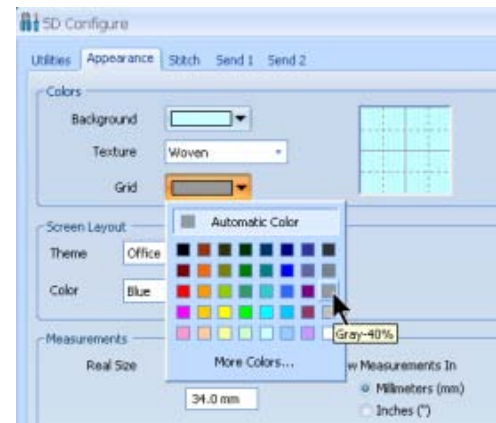 5D Configure
Utilities Appearance Stitch Send 1 Send 2
Colors
Background
Texture Woven
Grid
Automatic Color
Screen Layout
Theme Office
Color Blue
Gray-40%
Measurements
More Colors...
Real Size w Measurements In
34.0 mm Millimeters (mm)
Inches (")